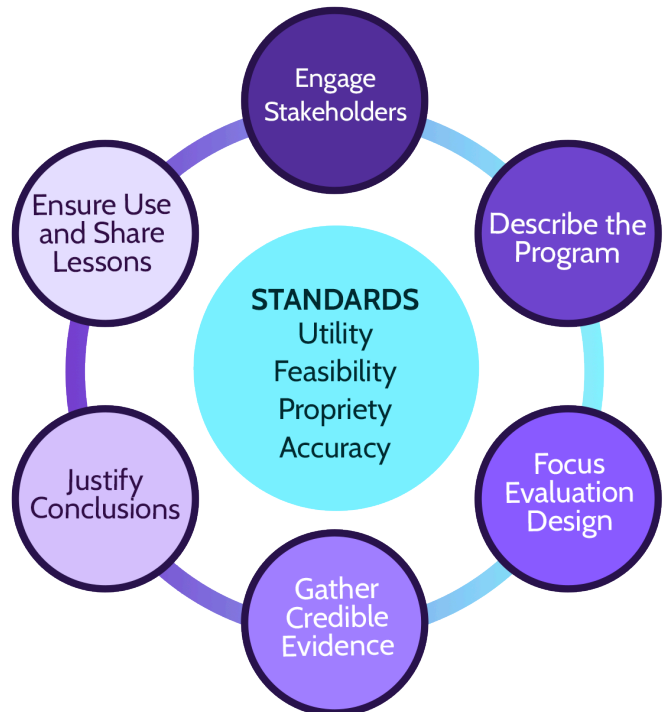 Engage
Stakeholders
Describe the
Program
Focus
Evaluation
Design
Gather
Credible
Evidence
Justify
Conclusions
Ensure Use
and Share
Lessons
STANDARDS
Utility
Feasibility
Propriety
Accuracy